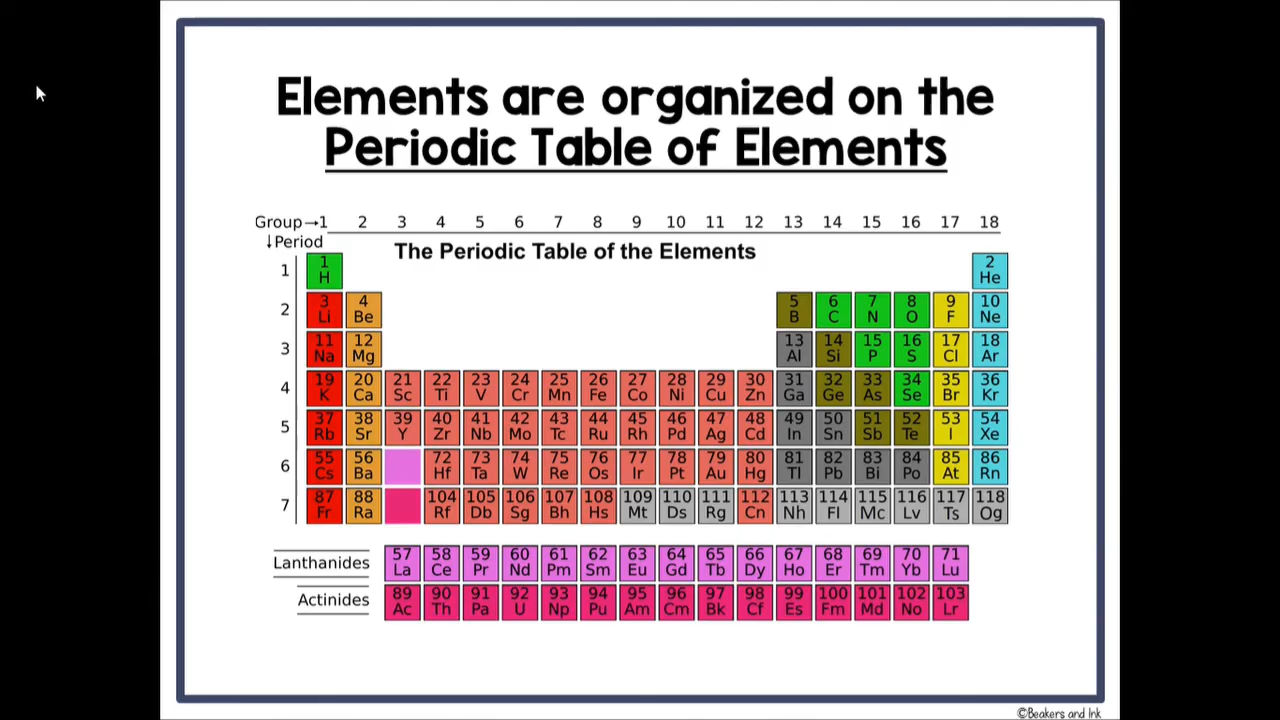 Elements are organized on the
Periodic Table of Elements
Group→1 2 3 4 5 6 7 8 9 10 11 12 13 14 15 16 17 18
↓Period
The Periodic Table of the Elements
1 1 2
H He
2 3 4 5 6 7 8 9 10
Li Be B C N O F Ne
3 11 12 13 14 15 16 17 18
Na Mg Al Si P S Cl Ar
4 19 20 21 22 23 24 25 26 27 28 29 30 31 32 33 34 35 36
K Ca Sc Ti V Cr Mn Fe Co Ni Cu Zn Ga Ge As Se Br Kr
5 37 38 39 40 41 42 43 44 45 46 47 48 49 50 51 52 53 54
Rb Sr Y Zr Nb Mo Tc Ru Rh Pd Ag Cd In Sn Sb Te I Xe
6 55 56 72 73 74 75 76 77 78 79 80 81 82 83 84 85 86
Cs Ba Hf Ta W Re Os Ir Pt Au Hg Tl Pb Bi Po At Rn
7 87 88 104 105 106 107 108 109 110 111 112 113 114 115 116 117 118
Fr Ra Rf Db Sg Bh Hs Mt Ds Rg Cn Nh Fl Mc Lv Ts Og
Lanthanides 57 58 59 60 61 62 63 64 65 66 67 68 69 70 71
La Ce Pr Nd Pm Sm Eu Gd Tb Dy Ho Er Tm Yb Lu
Actinides 89 90 91 92 93 94 95 96 97 98 99 100 101 102 103
Ac Th Pa U Np Pu Am Cm Bk Cf Es Fm Md No Lr
©Beakers and Ink